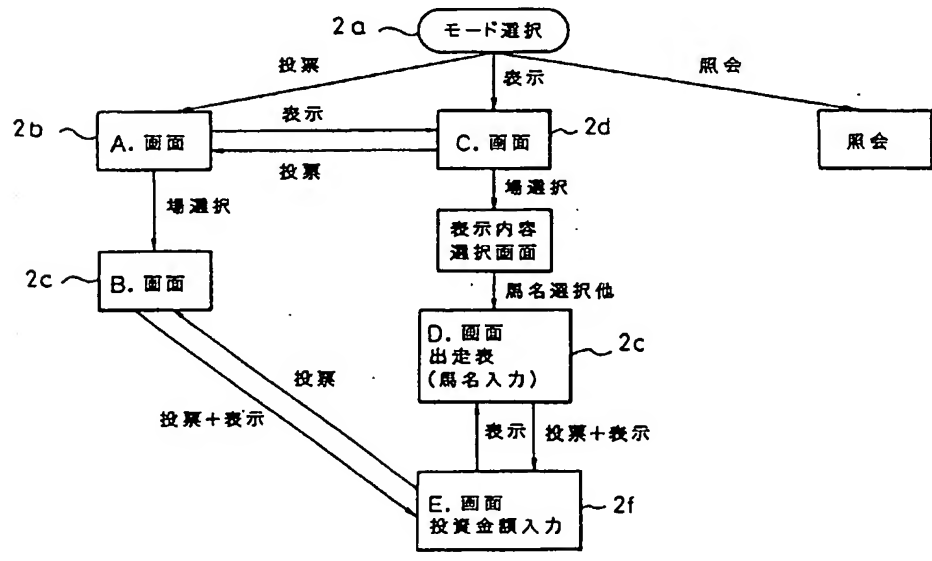 2a
モード選択
投票
表示
照会
2b
A. 画面
表示
投票
C. 画面
2d
照会
場選択
場選択
表示内容
選択画面
2c
B. 画面
馬名選択他
D. 画面
出走表
(馬名入力)
2c
投票
投票+表示
表示
投票+表示
E. 画面
投資金額入力
2f